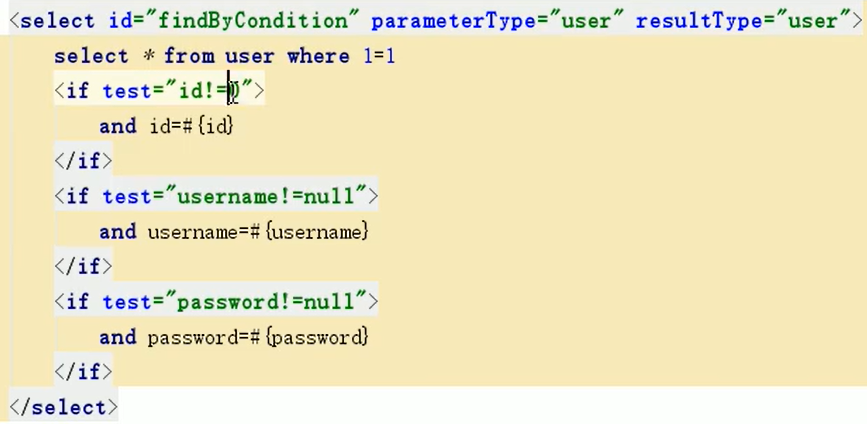 <select id="findByCondition" parameterType="user" resultType="user">
select * from user where 1=1
<if test="id!=0">
and id=#{id}
</if>
<if test="username!=null">
and username=#{username}
</if>
<if test="password!=null">
and password=#{password}
</if>
</select>